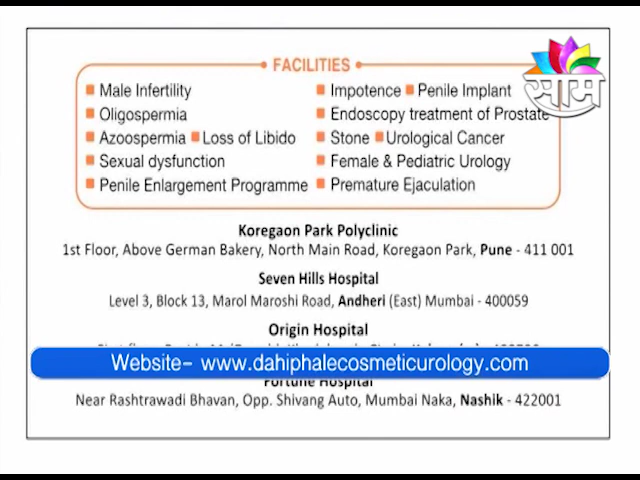 FACILITIES
साम
Male Infertility
Impotence Penile Implant
Oligospermia
Endoscopy treatment of Prostate
Azoospermia Loss of Libido
Stone Urological Cancer
Sexual dysfunction
Female & Pediatric Urology
Penile Enlargement Programme
Premature Ejaculation
Koregaon Park Polyclinic
1st Floor, Above German Bakery, North Main Road, Koregaon Park, Pune - 411 001
Seven Hills Hospital
Level 3, Block 13, Marol Maroshi Road, Andheri (East) Mumbai - 400059
Origin Hospital
Website- www.dahiphalecosmeticurology.com
Fortune Hospital
Near Rashtrawadi Bhavan, Opp. Shivang Auto, Mumbai Naka, Nashik - 422001